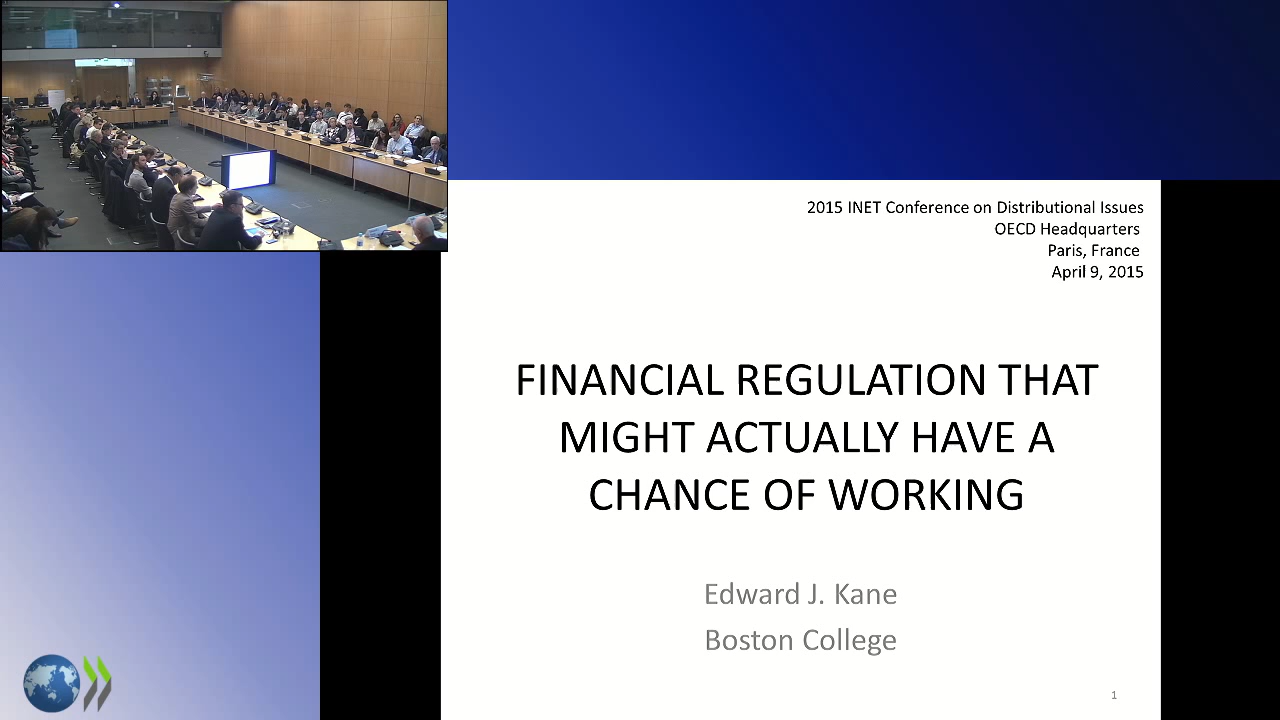 2015 INET Conference on Distributional Issues
OECD Headquarters
Paris, France
April 9, 2015
FINANCIAL REGULATION THAT
MIGHT ACTUALLY HAVE A
CHANCE OF WORKING
Edward J. Kane
Boston College
1